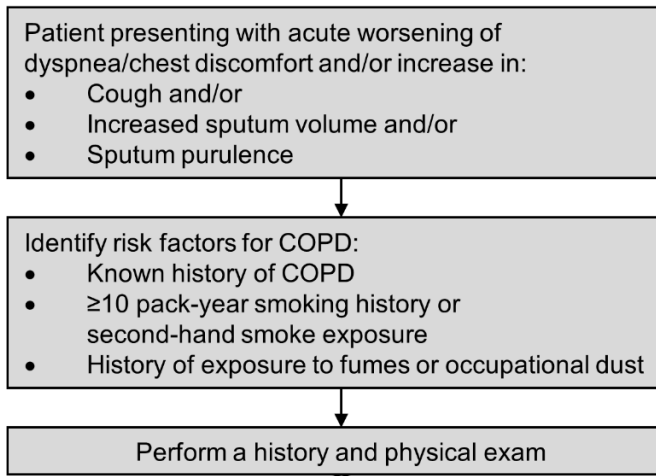 Patient presenting with acute worsening of
dyspnea/chest discomfort and/or increase in:
• Cough and/or
• Increased sputum volume and/or
• Sputum purulence
Identify risk factors for COPD:
• Known history of COPD
• ≥10 pack-year smoking history or
second-hand smoke exposure
• History of exposure to fumes or occupational dust
Perform a history and physical exam